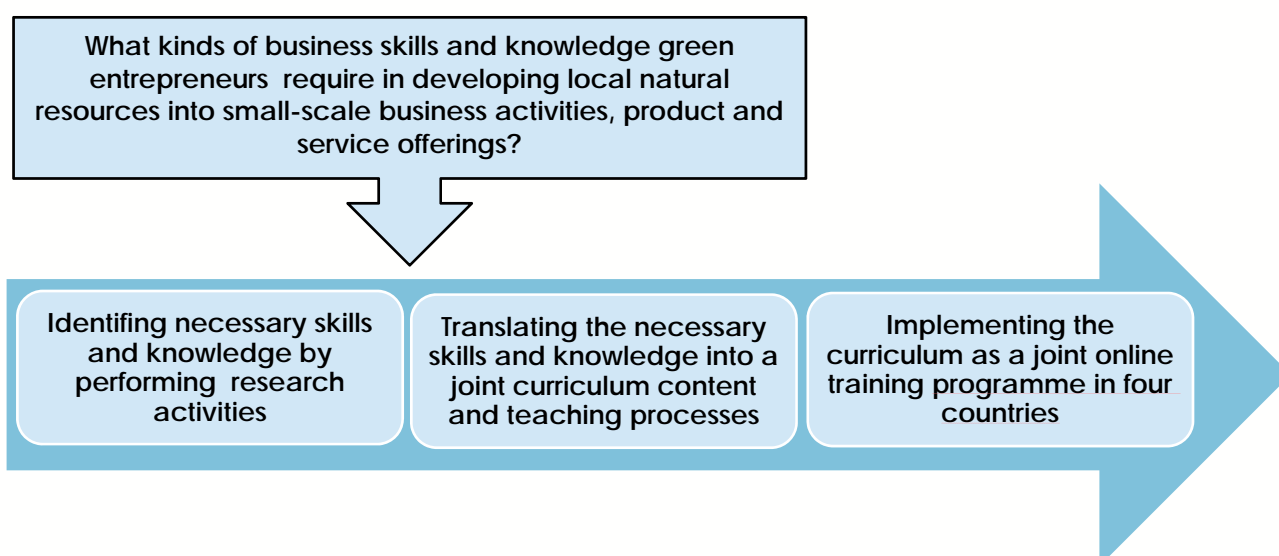 What kinds of business skills and knowledge green
entrepreneurs  require in developing local natural
resources into small-scale business activities, product and
service offerings?
Identifing necessary skills
and knowledge by
performing  research
activities
Translating the necessary
skills and knowledge into a
joint curriculum content
and teaching processes
Implementing the
curriculum as a joint online
training programme in four
countries